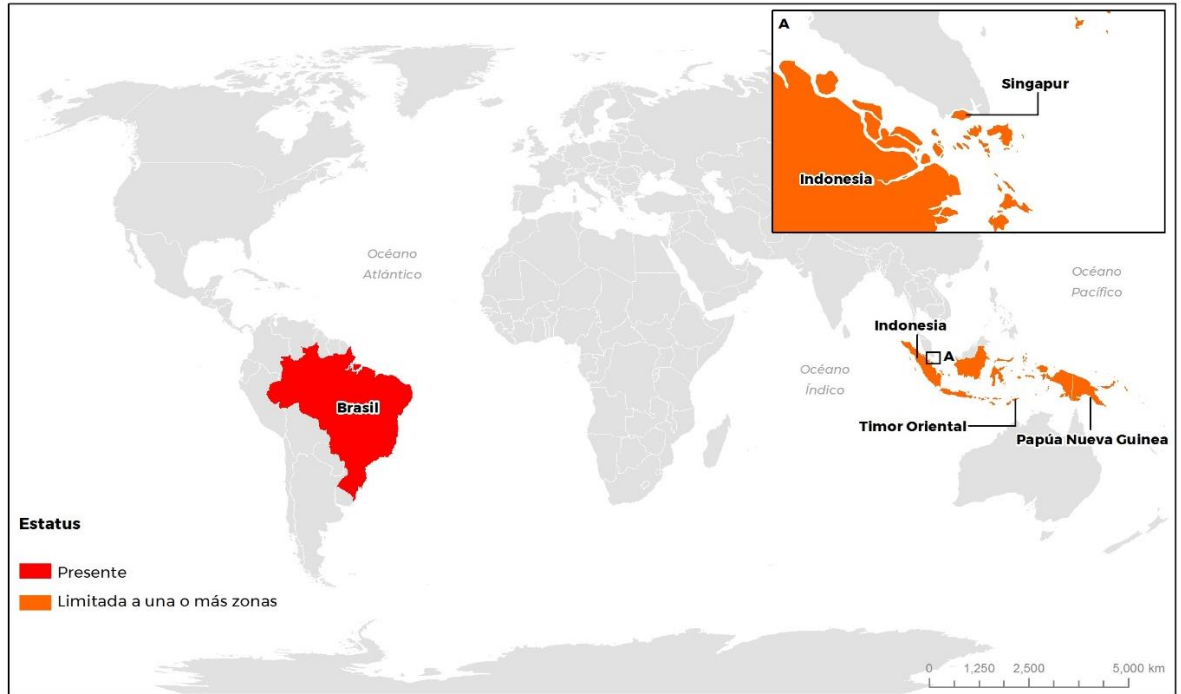 A
Singapur
Indonesia
Océano
Atlántico
Océano
Pacífico
Indonesia
A
Océano
Índico
Brasil
Timor Oriental
Papúa Nueva Guinea
Estatus
Presente
Limitada a una o más zonas
0 1,250 2,500 5,000 km